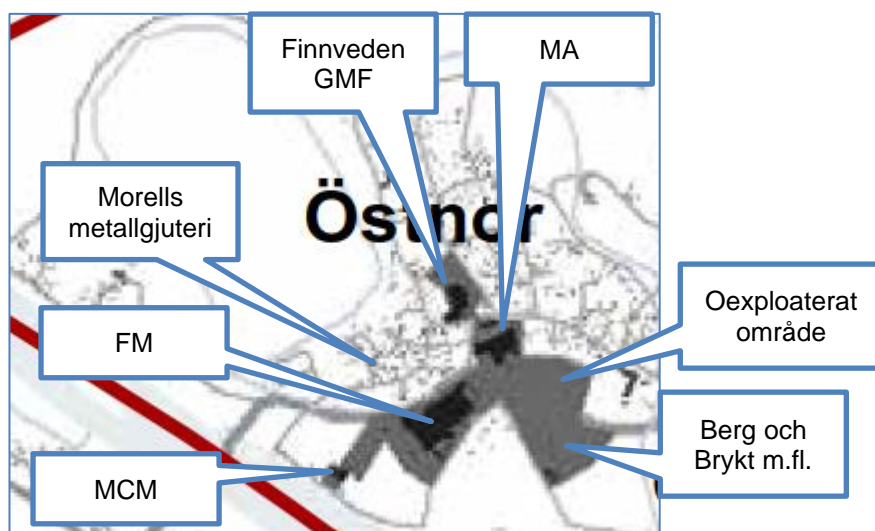 Finnveden
GMF
MA
Morells
metallgjuteri
Östnor
Oexploaterat
område
FM
Berg och
Brykt m.fl.
MCM